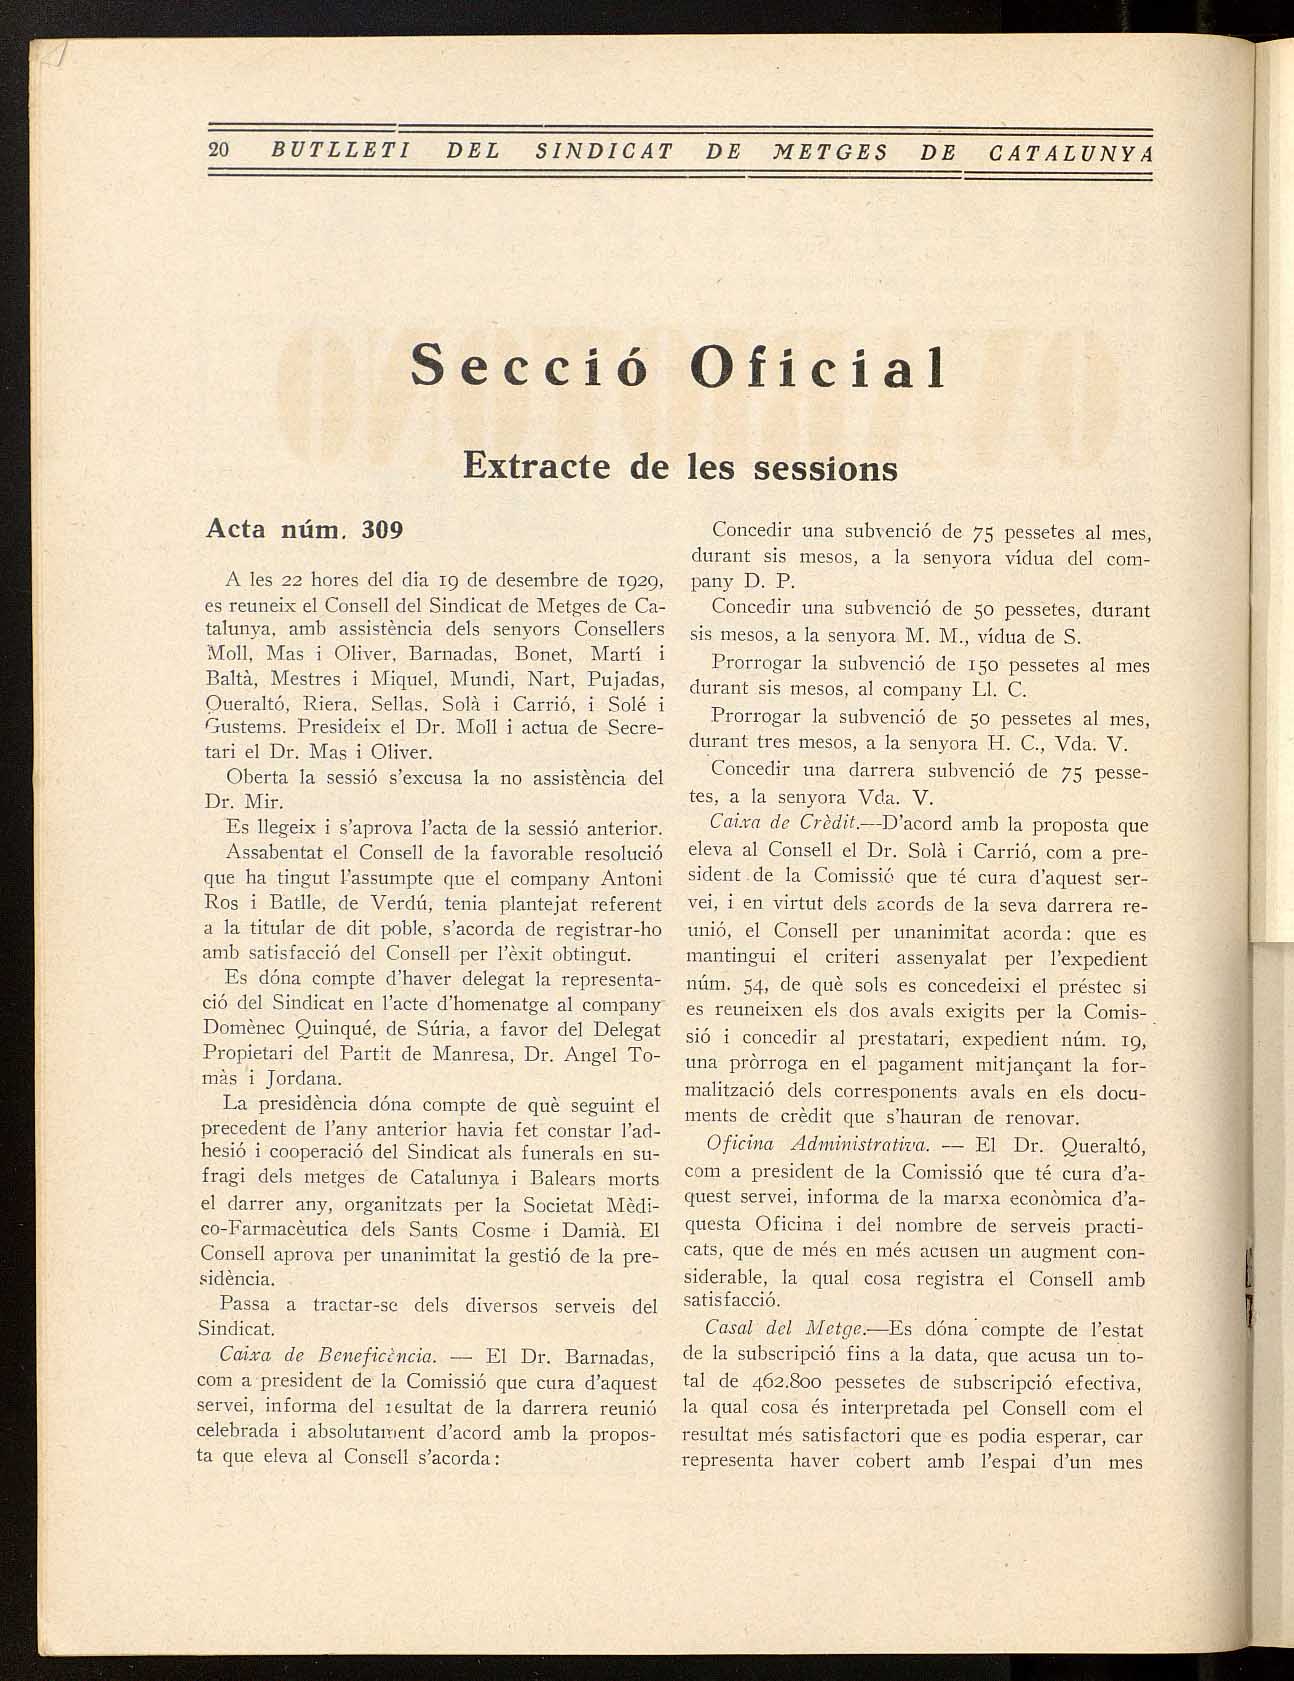 20 BUTLLETI DEL SINDICAT DE METGES DE CATALUNYA
Secció Oficial
Extracte de les sessions
Acta núm. 309
A les 22 hores del dia 19 de desembre de 1929,
es reuneix el Consell del Sindicat de Metges de Ca-
talunya, amb assistència dels senyors Consellers
Moll, Mas i Oliver, Barnadas, Bonet, Martí i
Baltà, Mestres i Miquel, Mundi, Nart, Pujadas,
Queraltó, Riera, Sellas, Solà i Carrió, i Solé i
Gustems. Presideix el Dr. Moll i actua de Secre-
tari el Dr. Mas i Oliver.
Oberta la sessió s'excusa la no assistència del
Dr. Mir.
Es llegeix i s'aprova l'acta de la sessió anterior.
Assabentat el Consell de la favorable resolució
que ha tingut l'assumpte que el company Antoni
Ros i Batlle, de Verdú, tenia plantejat referent
a la titular de dit poble, s'acorda de registrar-ho
amb satisfacció del Consell per l'èxit obtingut.
Es dóna compte d'haver delegat la representa-
ció del Sindicat en l'acte d'homenatge al company
Domènec Quinqué, de Súria, a favor del Delegat
Propietari del Partit de Manresa, Dr. Angel To-
màs i Jordana.
La presidència dóna compte de què seguint el
precedent de l'any anterior havia fet constar l'ad-
hesió i cooperació del Sindicat als funerals en su-
fragi dels metges de Catalunya i Balears morts
el darrer any, organitzats per la Societat Mèdi-
co-Farmacèutica dels Sants Cosme i Damià. El
Consell aprova per unanimitat la gestió de la pre-
sidència.
Passa a tractar-se dels diversos serveis del
Sindicat.
Caixa de Beneficència. — El Dr. Barnadas,
com a president de la Comissió que cura d'aquest
servei, informa del resultat de la darrera reunió
celebrada i absolutament d'acord amb la propos-
ta que eleva al Consell s'acorda:
Concedir una subvenció de 75 pessetes al mes,
durant sis mesos, a la senyora vídua del com-
pany D. P.
Concedir una subvenció de 50 pessetes, durant
sis mesos, a la senyora M. M., vídua de S.
Prorrogar la subvenció de 150 pessetes al mes
durant sis mesos, al company Ll. C.
Prorrogar la subvenció de 50 pessetes al mes,
durant tres mesos, a la senyora H. C., Vda. V.
Concedir una darrera subvenció de 75 pesse-
tes, a la senyora Vda. V.
Caixa de Crèdit.—D'acord amb la proposta que
eleva al Consell el Dr. Solà i Carrió, com a pre-
sident de la Comissió que té cura d'aquest ser-
vei, i en virtut dels acords de la seva darrera re-
unió, el Consell per unanimitat acorda: que es
mantingui el criteri assenyalat per l'expedient
núm. 54, de què sols es concedeixi el préstec si
es reuneixen els dos avals exigits per la Comis-
sió i concedir al prestatari, expedient núm. 19,
una pròrroga en el pagament mitjançant la for-
malització dels corresponents avals en els docu-
ments de crèdit que s'hauran de renovar.
Oficina Administrativa. — El Dr. Queraltó,
com a president de la Comissió que té cura d'a-
quest servei, informa de la marxa econòmica d'a-
questa Oficina i del nombre de serveis practi-
cats, que de més en més acusen un augment con-
siderable, la qual cosa registra el Consell amb
satisfacció.
Casal del Metge.—Es dóna compte de l'estat
de la subscripció fins a la data, que acusa un to-
tal de 462.800 pessetes de subscripció efectiva,
la qual cosa és interpretada pel Consell com el
resultat més satisfactori que es podia esperar, car
representa haver cobert amb l'espai d'un mes